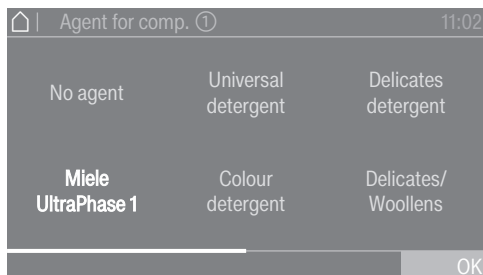 Agent for comp. ①
11:02
No agent
Universal
detergent
Delicates
detergent
Miele
UltraPhase 1
Colour
detergent
Delicates/
Woollens
OK